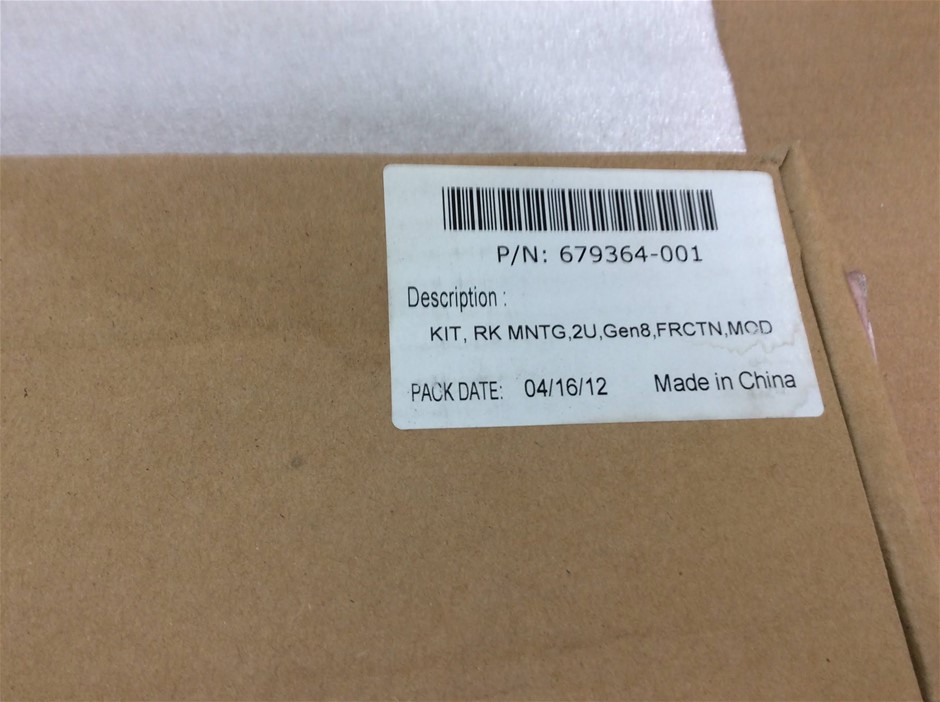 P/N: 679364-001
Description :
KIT, RK MNTG,2U,Gen8,FRCTN,MOD
PACK DATE: 04/16/12 Made in China